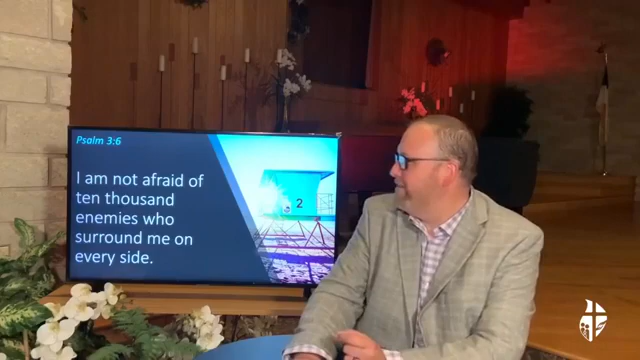 Psalm 3:6
I am not afraid of
ten thousand
enemies who
surround me on
every side.
2